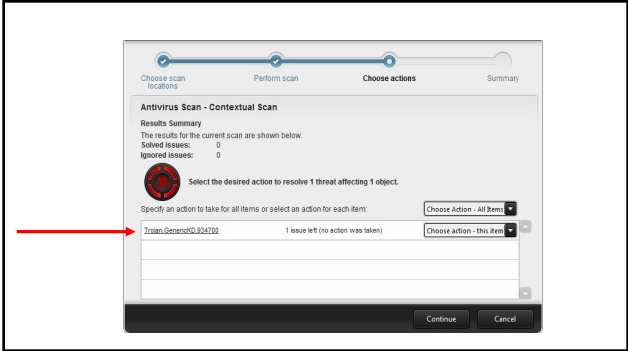 Choose scan
locations
Perform scan
Choose actions
Summary
Antivirus Scan - Contextual Scan
Results Summary
The results for the current scan are shown below.
Solved issues: 0
Ignored issues: 0
Select the desired action to resolve 1 threat affecting 1 object.
Specify an action to take for all items or select an action for each item:
Choose Action - All Items
Trojan.GenericKD.934700 1 issue left (no action was taken) Choose action - this item
Continue Cancel